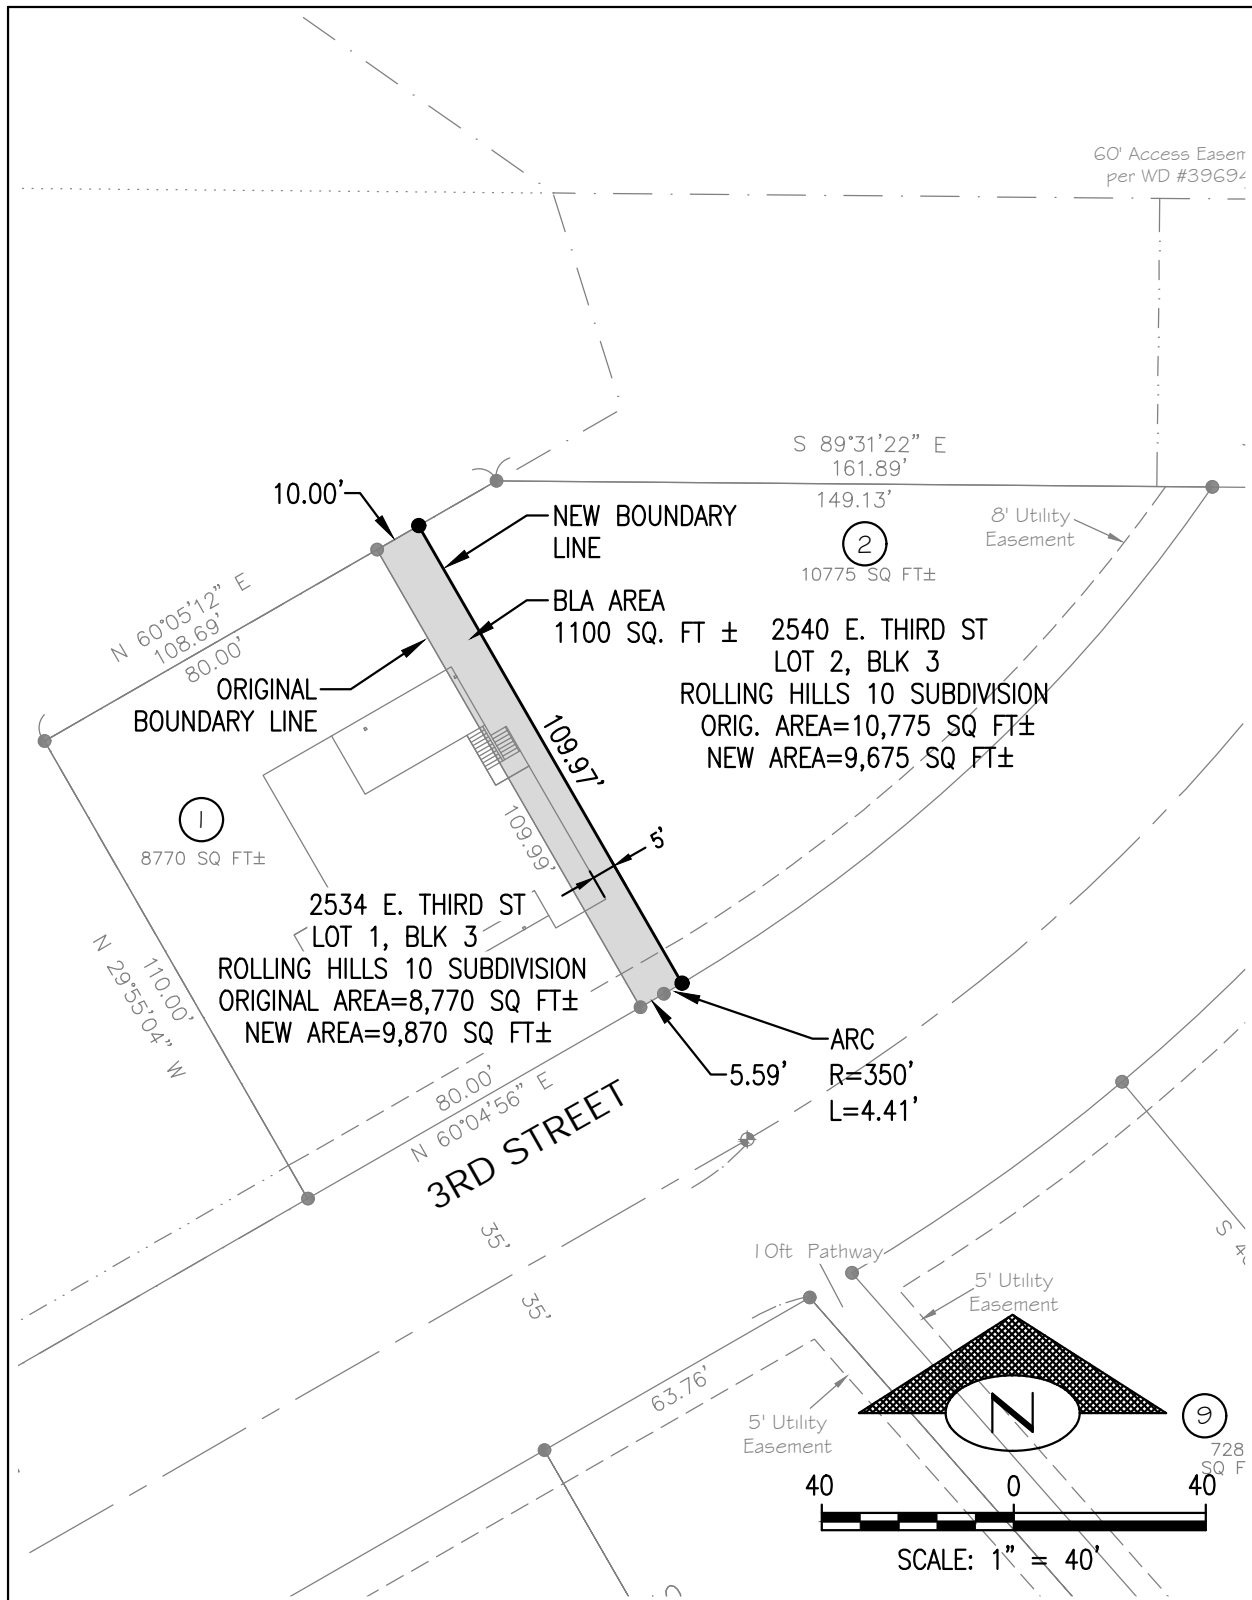 60' Access Easem
per WD #39694
S 89°31'22" E
161.89'
149.13'
10.00'
NEW BOUNDARY
LINE
8' Utility
Easement
2
10775 SQ FT±
BLA AREA
1100 SQ. FT ±
2540 E. THIRD ST
LOT 2, BLK 3
ROLLING HILLS 10 SUBDIVISION
ORIG. AREA=10,775 SQ FT±
NEW AREA=9,675 SQ FT±
N 60°05'12" E
108.69'
80.00'
ORIGINAL
BOUNDARY LINE
109.97'
109.99'
5'
1
8770 SQ FT±
2534 E. THIRD ST
LOT 1, BLK 3
ROLLING HILLS 10 SUBDIVISION
ORIGINAL AREA=8,770 SQ FT±
NEW AREA=9,870 SQ FT±
110.00'
N 29°55'04" W
ARC
R=350'
L=4.41'
5.59'
80.00'
N 60°04'56" E
3RD STREET
35'
35'
10ft Pathway
5' Utility
Easement
S 4
63.76'
5' Utility
Easement
N
9
728
SQ F
40 0 40
SCALE: 1" = 40'